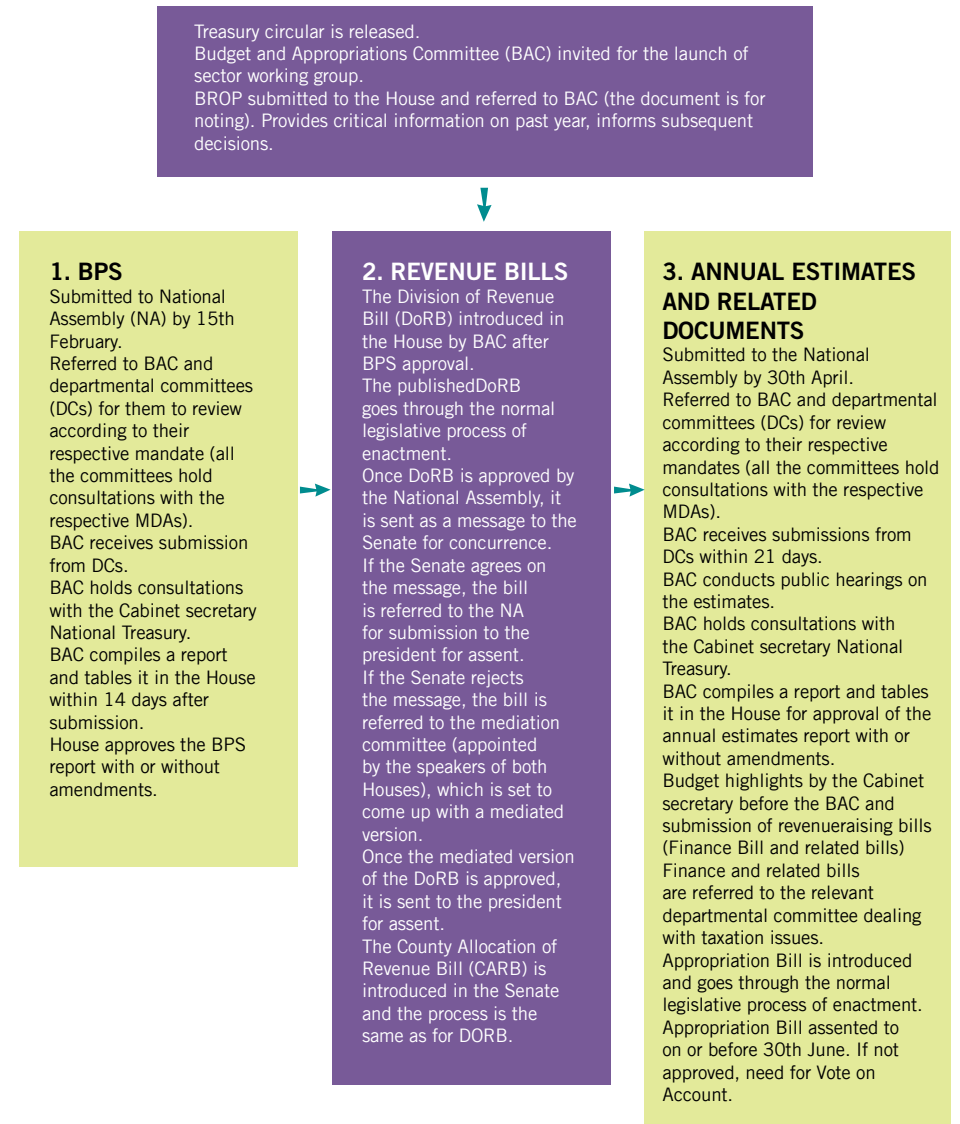 Treasury circular is released.
Budget and Appropriations Committee (BAC) invited for the launch of
sector working group.
BROP submitted to the House and referred to BAC (the document is for
noting). Provides critical information on past year, informs subsequent
decisions.
1. BPS
Submitted to National
Assembly (NA) by 15th
February.
Referred to BAC and
departmental committees
(DCs) for them to review
according to their
respective mandate (all
the committees hold
consultations with the
respective MDAs).
BAC receives submission
from DCs.
BAC holds consultations
with the Cabinet secretary
National Treasury.
BAC compiles a report
and tables it in the House
within 14 days after
submission.
House approves the BPS
report with or without
amendments.
2. REVENUE BILLS
The Division of Revenue
Bill (DoRB) introduced in
the House by BAC after
BPS approval.
The publishedDoRB
goes through the normal
legislative process of
enactment.
Once DoRB is approved by
the National Assembly, it
is sent as a message to the
Senate for concurrence.
If the Senate agrees on
the message, the bill
is referred to the NA
for submission to the
president for assent.
If the Senate rejects
the message, the bill is
referred to the mediation
committee (appointed
by the speakers of both
Houses), which is set to
come up with a mediated
version.
Once the mediated version
of the DoRB is approved,
it is sent to the president
for assent.
The County Allocation of
Revenue Bill (CARB) is
introduced in the Senate
and the process is the
same as for DORB.
3. ANNUAL ESTIMATES
AND RELATED
DOCUMENTS
Submitted to the National
Assembly by 30th April.
Referred to BAC and departmental
committees (DCs) for review
according to their respective
mandates (all the committees hold
consultations with the respective
MDAs).
BAC receives submissions from
DCs within 21 days.
BAC conducts public hearings on
the estimates.
BAC holds consultations with
the Cabinet secretary National
Treasury.
BAC compiles a report and tables
it in the House for approval of the
annual estimates report with or
without amendments.
Budget highlights by the Cabinet
secretary before the BAC and
submission of revenueraising bills
(Finance Bill and related bills)
Finance and related bills
are referred to the relevant
departmental committee dealing
with taxation issues.
Appropriation Bill is introduced
and goes through the normal
legislative process of enactment.
Appropriation Bill assented to
on or before 30th June. If not
approved, need for Vote on
Account.